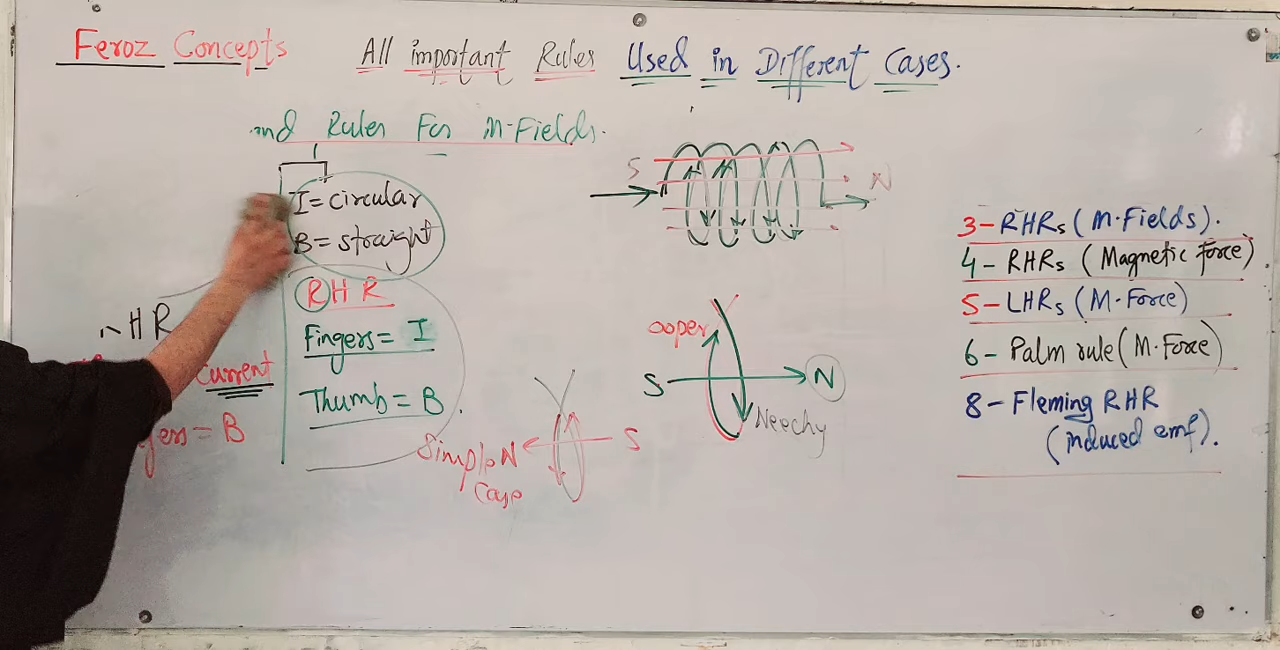 Feroz Concepts
All important Rules Used in Different Cases.
Rules For M-Fields.
I = circular
B = straight
RHR
Fingers = I
Thumb = B.
HR
Current
= B
S
N
ooper
S
N
Neechy
Simple
Case
N
S
3 - RHRs (M.Fields).
4 - RHRs (Magnetic force)
5 - LHRs (M.Force)
6 - Palm rule (M.Force)
8 - Fleming RHR
(induced emf).